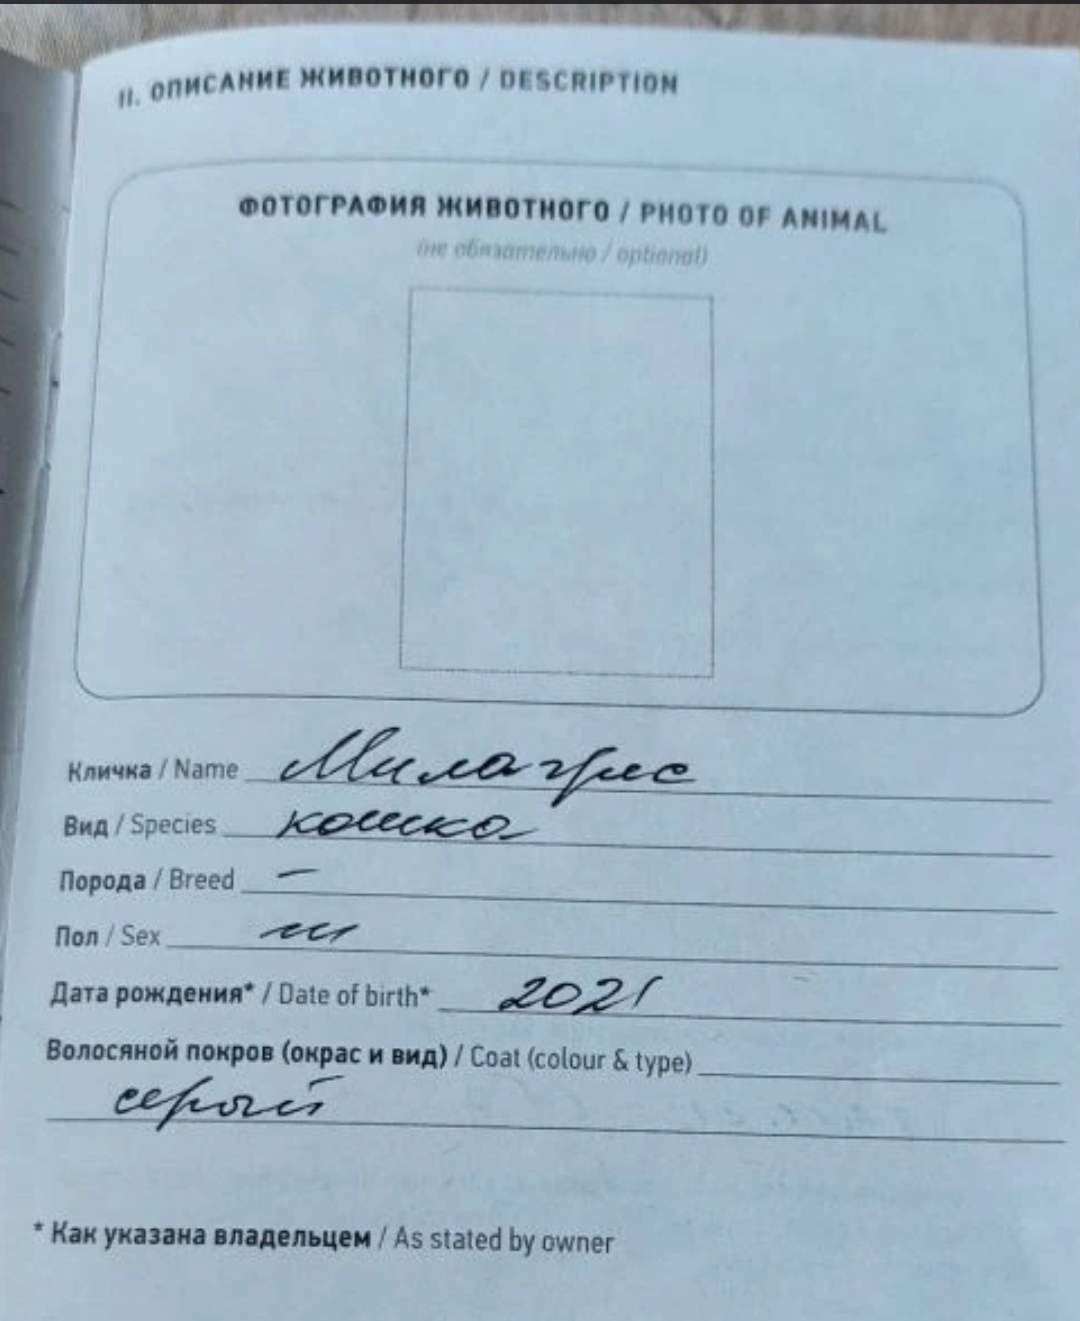 II. ОПИСАНИЕ ЖИВОТНОГО / DESCRIPTION
ФОТОГРАФИЯ ЖИВОТНОГО / PHOTO OF ANIMAL
(не обязательно / optional)
Кличка / Name Милагрис
Вид / Species кошка
Порода / Breed —
Пол / Sex
Дата рождения* / Date of birth* 2021
Волосяной покров (окрас и вид) / Coat (colour & type)
серый
* Как указана владельцем / As stated by owner